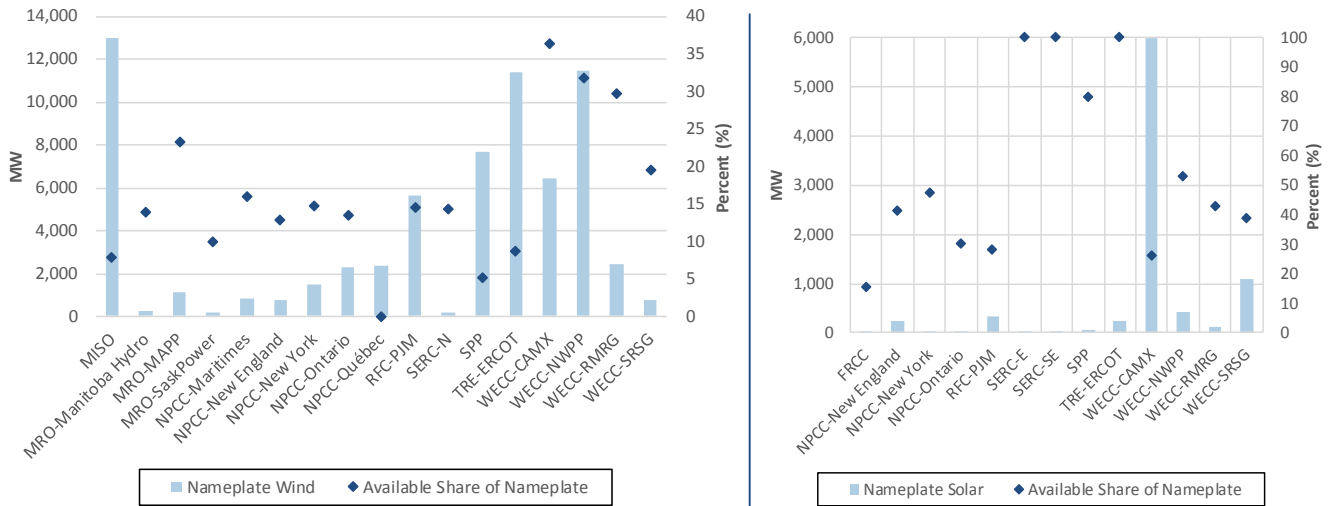 14,000
12,000
10,000
8,000
6,000
4,000
2,000
0
MW
40
35
30
25
20
15
10
5
0
Percent (%)
MISO
MRO-Manitoba Hydro
MRO-MAPP
MRO-SaskPower
NPCC-Maritimes
NPCC-New England
NPCC-New York
NPCC-Ontario
NPCC-Québec
RFC-PJM
SERC-N
SPP
TRE-ERCOT
WECC-CAMX
WECC-NWPP
WECC-RMRG
WECC-SRSG
Nameplate Wind Available Share of Nameplate
6,000
5,000
4,000
3,000
2,000
1,000
0
MW
100
90
80
70
60
50
40
30
20
10
0
Percent (%)
FRCC
NPCC-New England
NPCC-New York
NPCC-Ontario
RFC-PJM
SERC-E
SERC-SE
SPP
TRE-ERCOT
WECC-CAMX
WECC-NWPP
WECC-RMRG
WECC-SRSG
Nameplate Solar Available Share of Nameplate